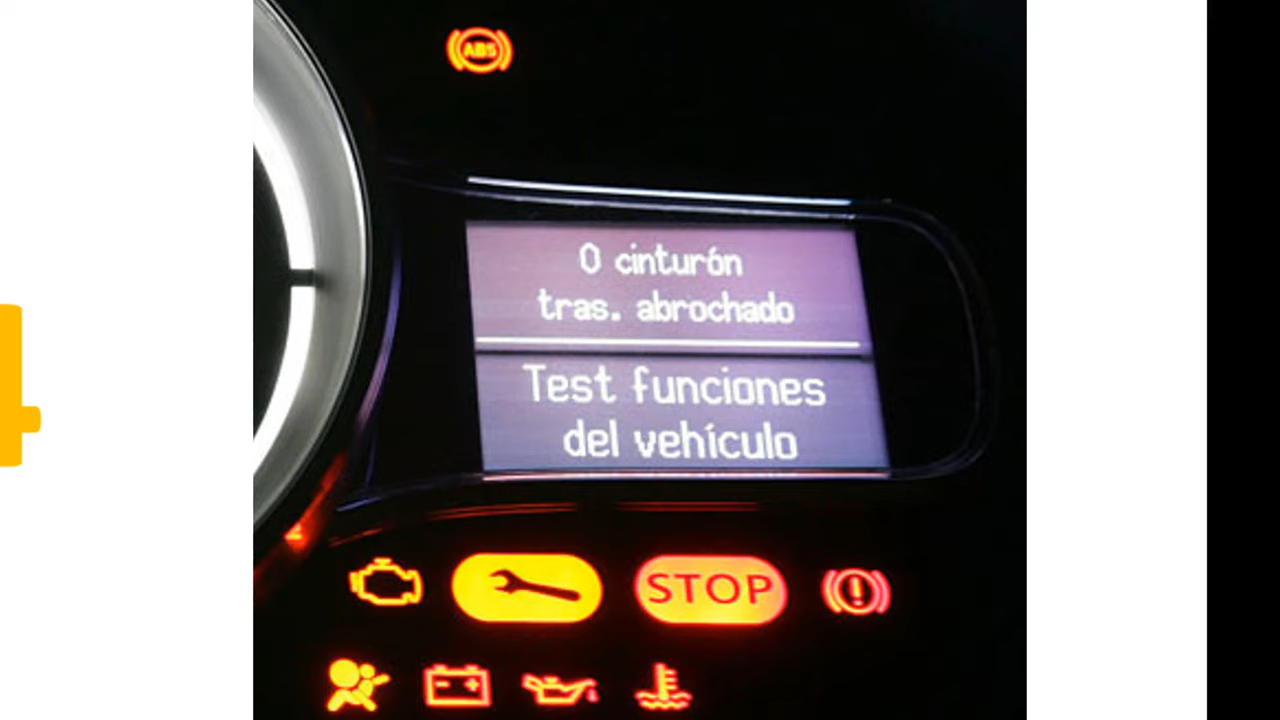 ABS
0 cinturón
tras. abrochado
Test funciones
del vehículo
STOP